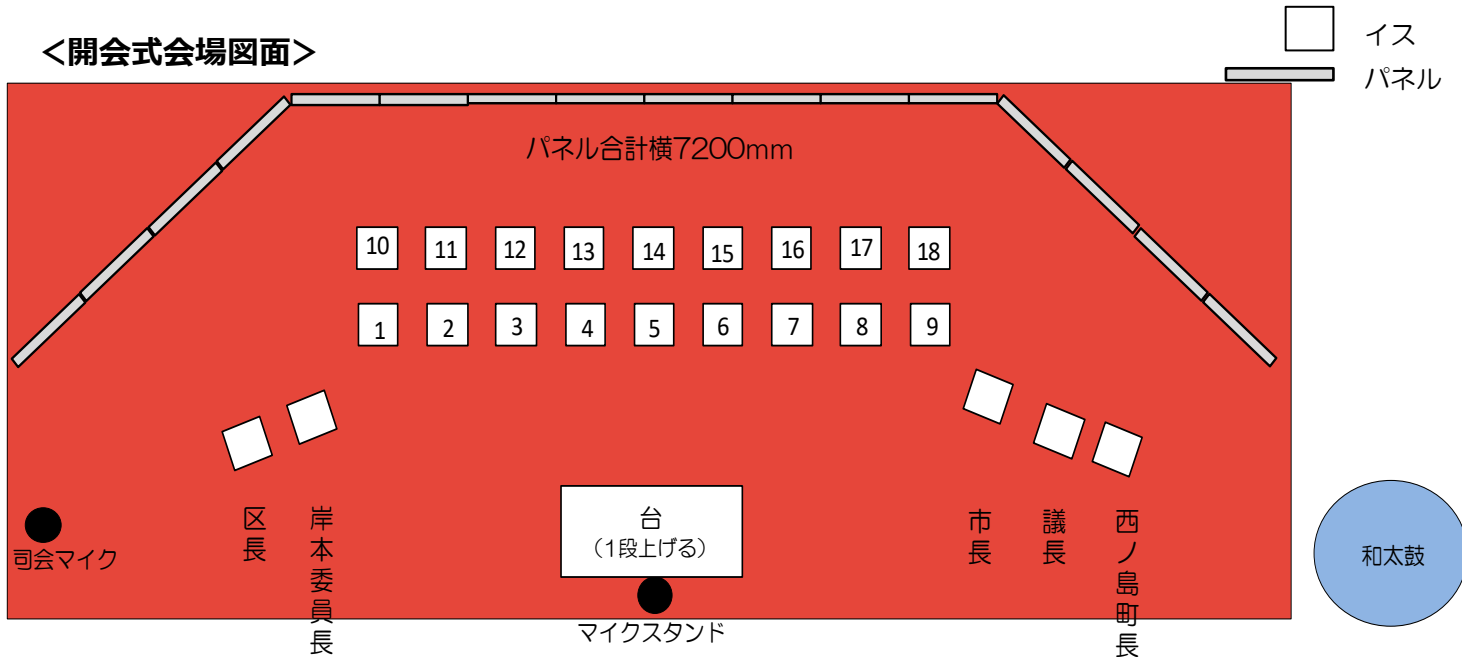 <開会式会場図面>
イス
パネル
パネル合計横7200mm
10 11 12 13 14 15 16 17 18
1 2 3 4 5 6 7 8 9
司会マイク
区長
岸本委員長
台
（1段上げる）
マイクスタンド
市長
議長
西ノ島町長
和太鼓